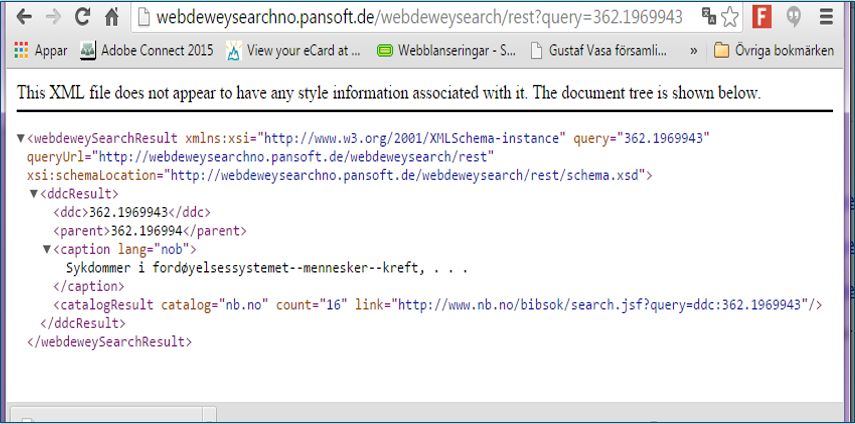 webdeweysearchno.pansoft.de/webdeweysearch/rest?query=362.1969943
Appar Adobe Connect 2015 View your eCard at ... Webblanseringar - S... Gustaf Vasa församli... » Övriga bokmärken
This XML file does not appear to have any style information associated with it. The document tree is shown below.
▼<webdeweySearchResult xmlns:xsi="http://www.w3.org/2001/XMLSchema-instance" query="362.1969943"
queryUrl="http://webdeweysearchno.pansoft.de/webdeweysearch/rest"
xsi:schemaLocation="http://webdeweysearchno.pansoft.de/webdeweysearch/rest/schema.xsd">
▼<ddcResult>
<ddc>362.1969943</ddc>
<parent>362.196994</parent>
▼<caption lang="nob">
Sykdommer i fordøyelsessystemet--mennesker--kreft, . . .
</caption>
<catalogResult catalog="nb.no" count="16" link="http://www.nb.no/bibsok/search.jsf?query=ddc:362.1969943"/>
</ddcResult>
</webdeweySearchResult>